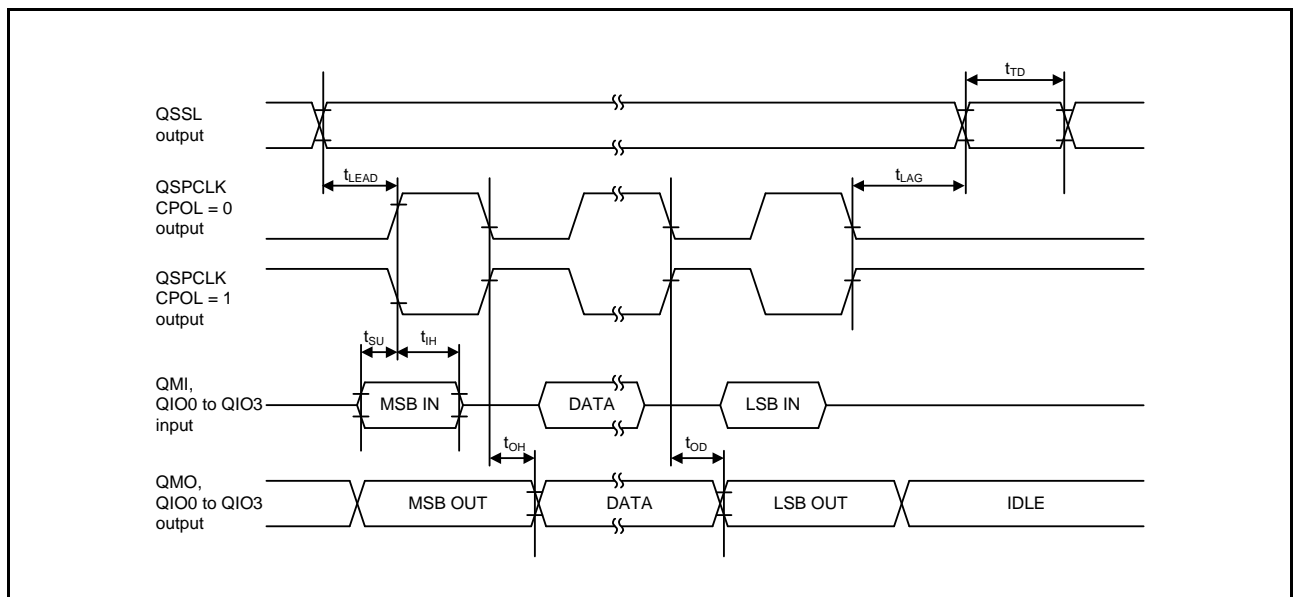 tTD
QSSL
output
tLEAD
tLAG
QSPCLK
CPOL = 0
output
QSPCLK
CPOL = 1
output
tSU
tIH
QMI,
QIO0 to QIO3
input
MSB IN
DATA
LSB IN
tOH
tOD
QMO,
QIO0 to QIO3
output
MSB OUT
DATA
LSB OUT
IDLE